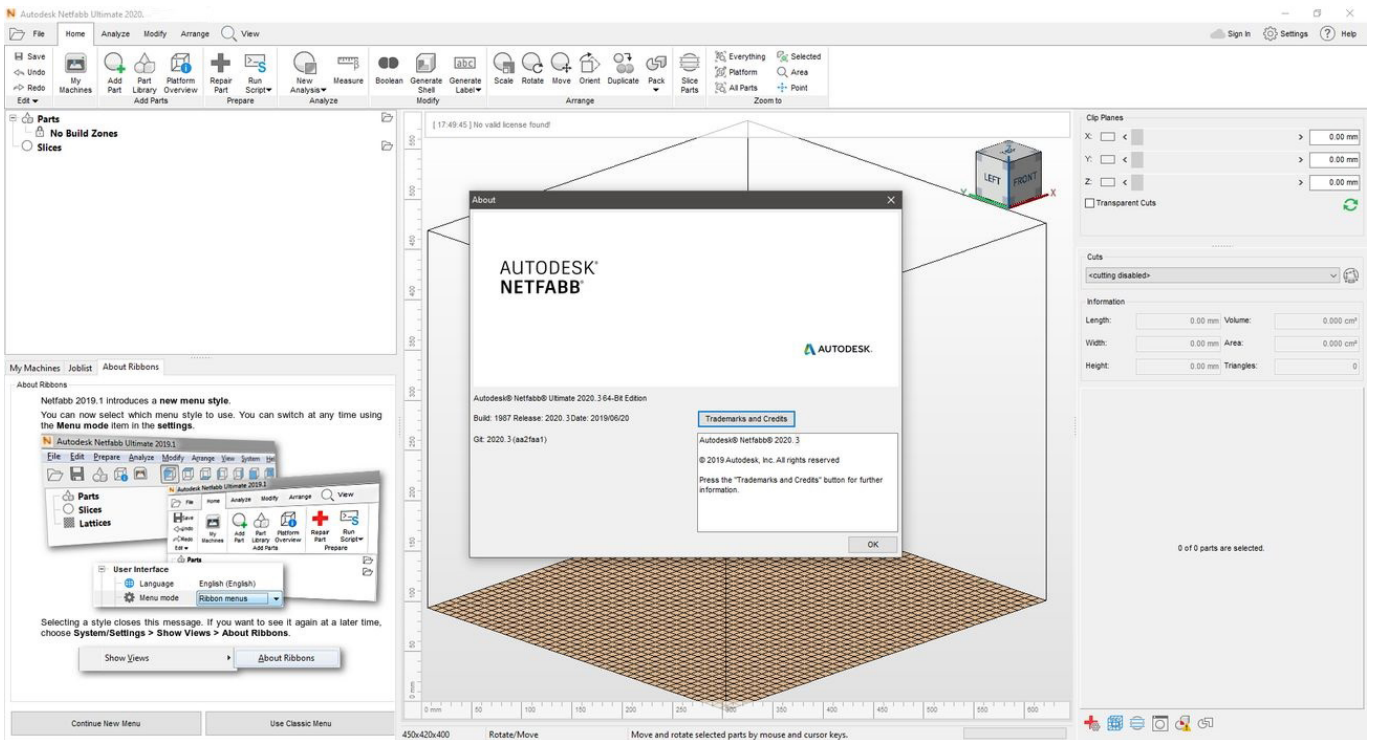 Autodesk Netfabb Ultimate 2020.
File Home Analyze Modify Arrange View Sign In Settings Help
Save
Undo
Redo
Edit
My Machines
Add Part
Part Library
Platform Overview
Add Parts
Repair Part
Run Script
Prepare
New Analysis
Measure
Analyze
Boolean
Generate Shell
Generate Label
Modify
Scale
Rotate
Move
Orient
Duplicate
Pack
Arrange
Slice Parts
Everything
Platform
All Parts
Selected
Area
Point
Zoom to
Parts
No Build Zones
Slices
[ 17:49:45 ] No valid license found!
LEFT FRONT
Y X
About
AUTODESK®
NETFABB®
AUTODESK.
Autodesk® Netfabb® Ultimate 2020.3 64-Bit Edition
Build: 1987 Release: 2020.3 Date: 2019/06/20
Git: 2020.3 (aa2faa1)
Trademarks and Credits
Autodesk® Netfabb® 2020.3
© 2019 Autodesk, Inc. All rights reserved
Press the "Trademarks and Credits" button for further
information.
OK
My Machines Joblist About Ribbons
About Ribbons
Netfabb 2019.1 introduces a new menu style.
You can now select which menu style to use. You can switch at any time using
the Menu mode item in the settings.
Autodesk Netfabb Ultimate 2019.1
File Edit Prepare Analyze Modify Arrange View System
Parts
Slices
Lattices
Autodesk Netfabb Ultimate 2019.1
File Home Analyze Modify Arrange View
Save
Undo
Redo
Edit
My Machines
Add Part
Part Library
Platform Overview
Add Parts
Repair Part
Run Script
Prepare
Parts
User Interface
Language English (English)
Menu mode Ribbon menus
Selecting a style closes this message. If you want to see it again at a later time,
choose System/Settings > Show Views > About Ribbons.
Show Views About Ribbons
Continue New Menu Use Classic Menu
Clip Planes
X: < > 0.00 mm
Y: < > 0.00 mm
Z: < > 0.00 mm
Transparent Cuts
Cuts
<cutting disabled>
Information
Length: 0.00 mm Volume: 0.000 cm³
Width: 0.00 mm Area: 0.000 cm²
Height: 0.00 mm Triangles: 0
0 of 0 parts are selected.
0 mm 50 100 150 200 250 300 350 400 450
450x420x400 Rotate/Move Move and rotate selected parts by mouse and cursor keys.